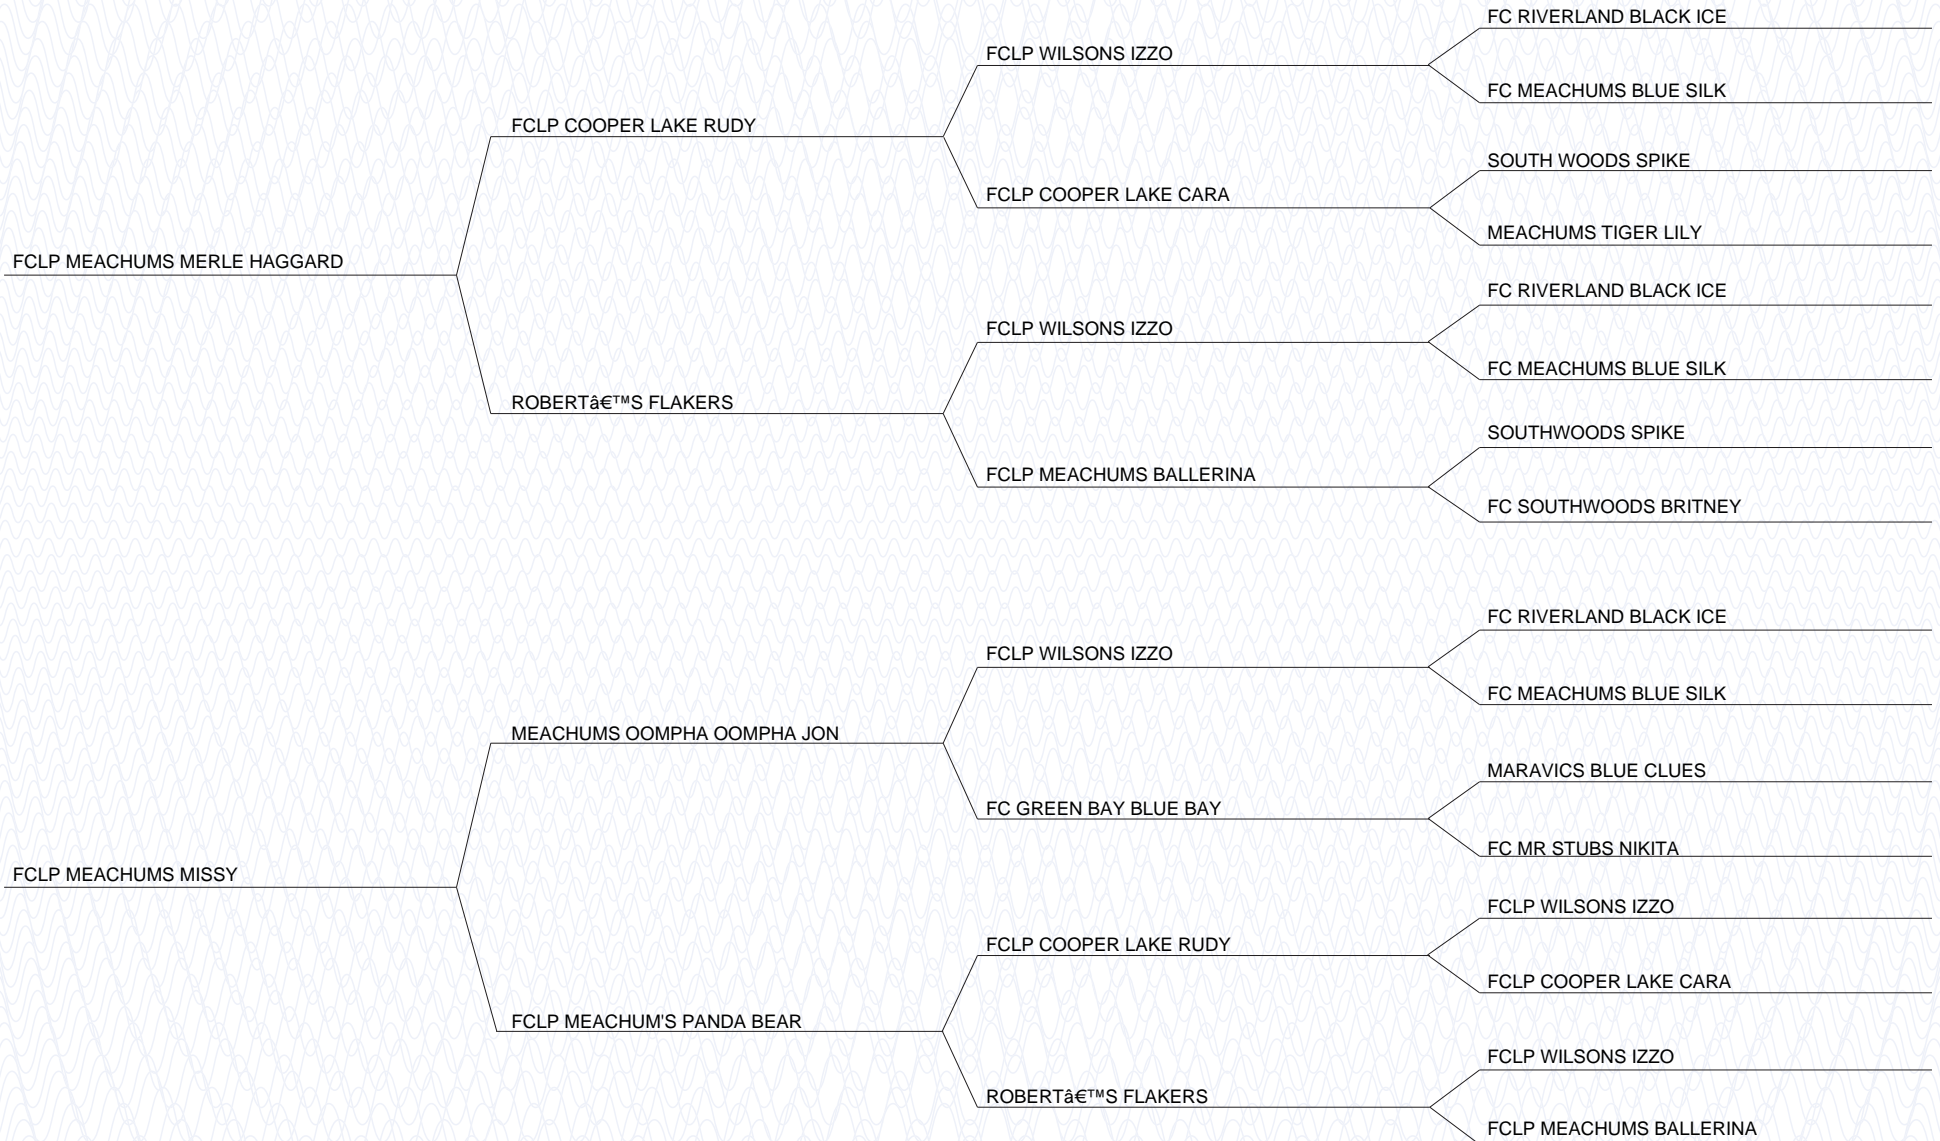 FC RIVERLAND BLACK ICE
FCLP WILSONS IZZO
FC MEACHUMS BLUE SILK
FCLP COOPER LAKE RUDY
SOUTH WOODS SPIKE
FCLP COOPER LAKE CARA
MEACHUMS TIGER LILY
FCLP MEACHUMS MERLE HAGGARD
FC RIVERLAND BLACK ICE
FCLP WILSONS IZZO
FC MEACHUMS BLUE SILK
ROBERTâ€™S FLAKERS
SOUTHWOODS SPIKE
FCLP MEACHUMS BALLERINA
FC SOUTHWOODS BRITNEY
FC RIVERLAND BLACK ICE
FCLP WILSONS IZZO
FC MEACHUMS BLUE SILK
MEACHUMS OOMPHA OOMPHA JON
MARAVICS BLUE CLUES
FC GREEN BAY BLUE BAY
FC MR STUBS NIKITA
FCLP MEACHUMS MISSY
FCLP WILSONS IZZO
FCLP COOPER LAKE RUDY
FCLP COOPER LAKE CARA
FCLP MEACHUM'S PANDA BEAR
FCLP WILSONS IZZO
ROBERTâ€™S FLAKERS
FCLP MEACHUMS BALLERINA